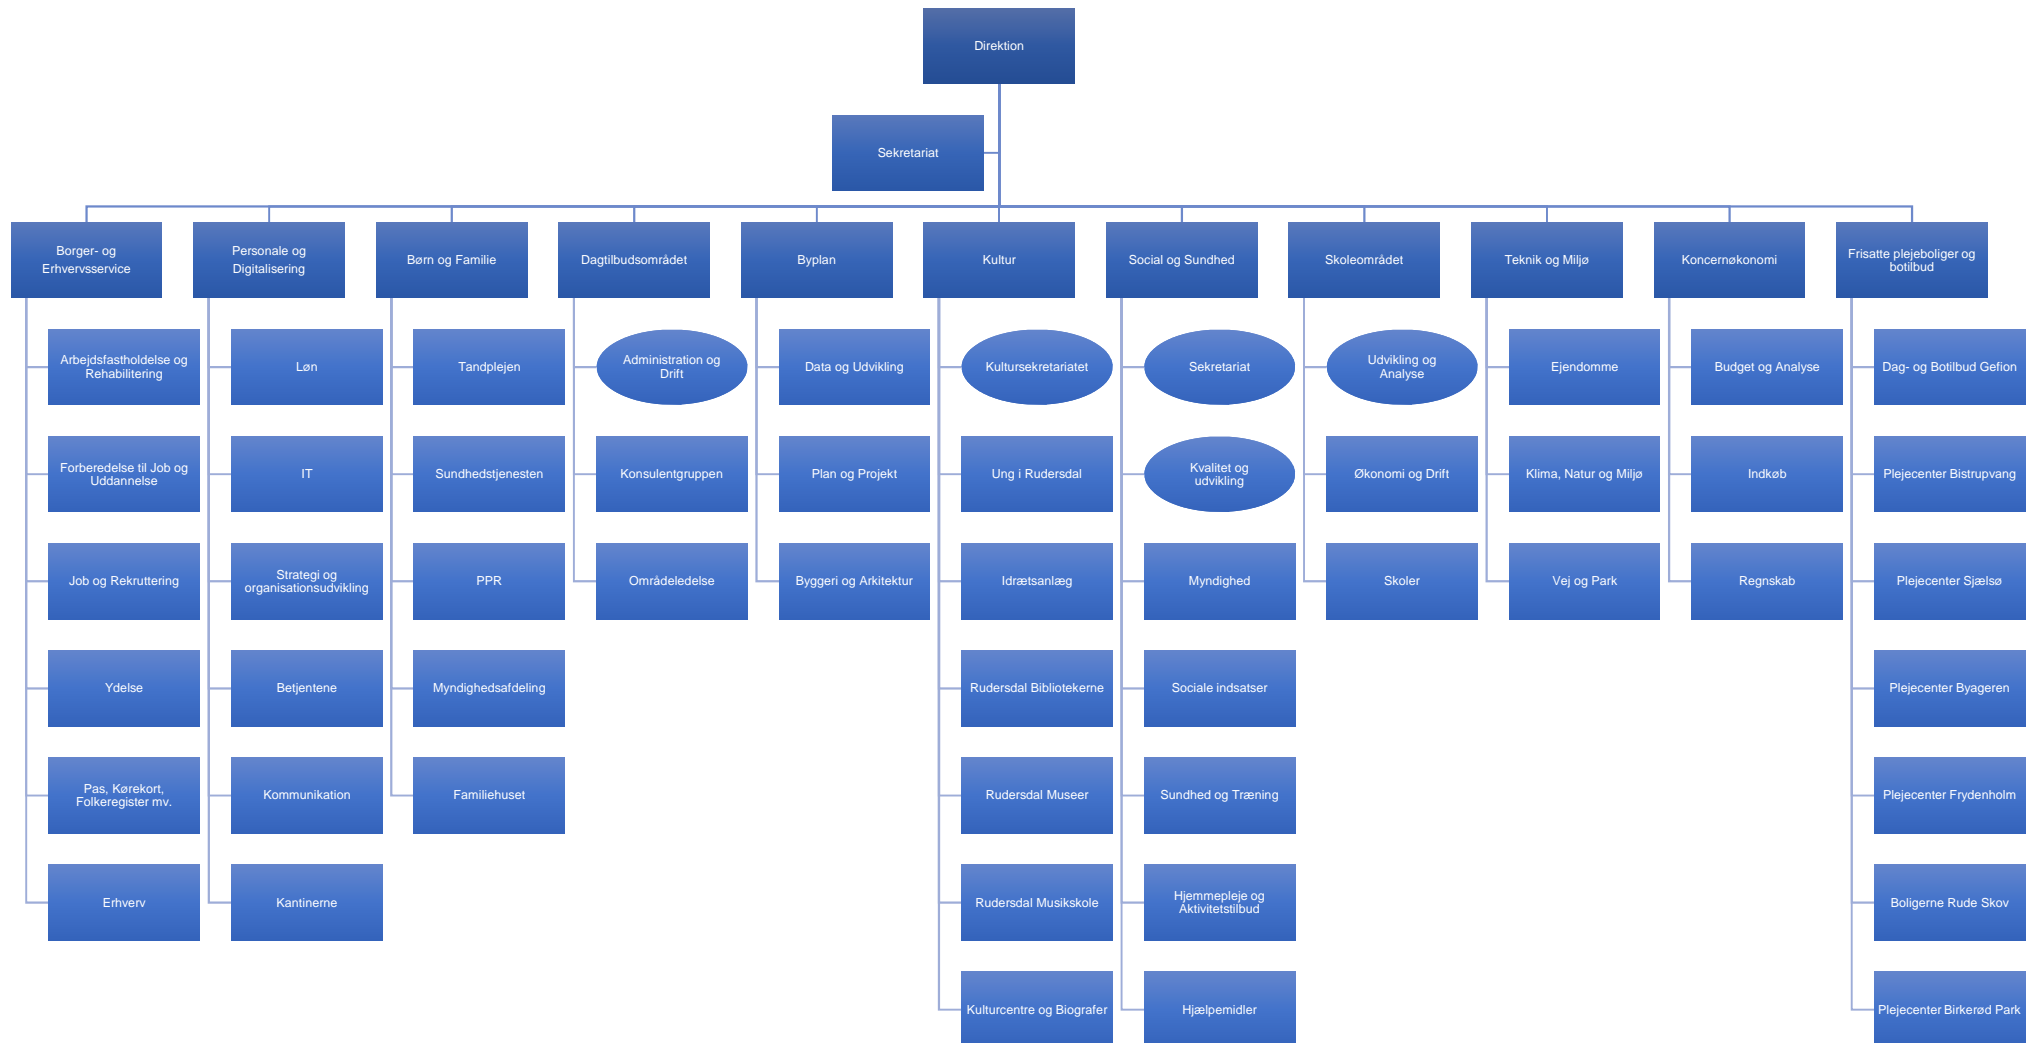 Direktion
Sekretariat
Borger- og
Erhvervsservice
Personale og
Digitalisering
Børn og Familie
Dagtilbudsområdet
Byplan
Kultur
Social og Sundhed
Skoleområdet
Teknik og Miljø
Koncernøkonomi
Frisatte plejeboliger og
botilbud
Arbejdsfastholdelse og
Rehabilitering
Forberedelse til Job og
Uddannelse
Job og Rekruttering
Ydelse
Pas, Kørekort,
Folkeregister mv.
Erhverv
Løn
IT
Strategi og
organisationsudvikling
Betjentene
Kommunikation
Kantinerne
Tandplejen
Sundhedstjenesten
PPR
Myndighedsafdeling
Familiehuset
Administration og
Drift
Konsulentgruppen
Områdeledelse
Data og Udvikling
Plan og Projekt
Byggeri og Arkitektur
Kultursekretariatet
Ung i Rudersdal
Idrætsanlæg
Rudersdal Bibliotekerne
Rudersdal Museer
Rudersdal Musikskole
Kulturcentre og Biografer
Sekretariat
Kvalitet og
udvikling
Myndighed
Sociale indsatser
Sundhed og Træning
Hjemmepleje og
Aktivitetstilbud
Hjælpemidler
Udvikling og
Analyse
Økonomi og Drift
Skoler
Ejendomme
Klima, Natur og Miljø
Vej og Park
Budget og Analyse
Indkøb
Regnskab
Dag- og Botilbud Gefion
Plejecenter Bistrupvang
Plejecenter Sjælsø
Plejecenter Byageren
Plejecenter Frydenholm
Boligerne Rude Skov
Plejecenter Birkerød Park